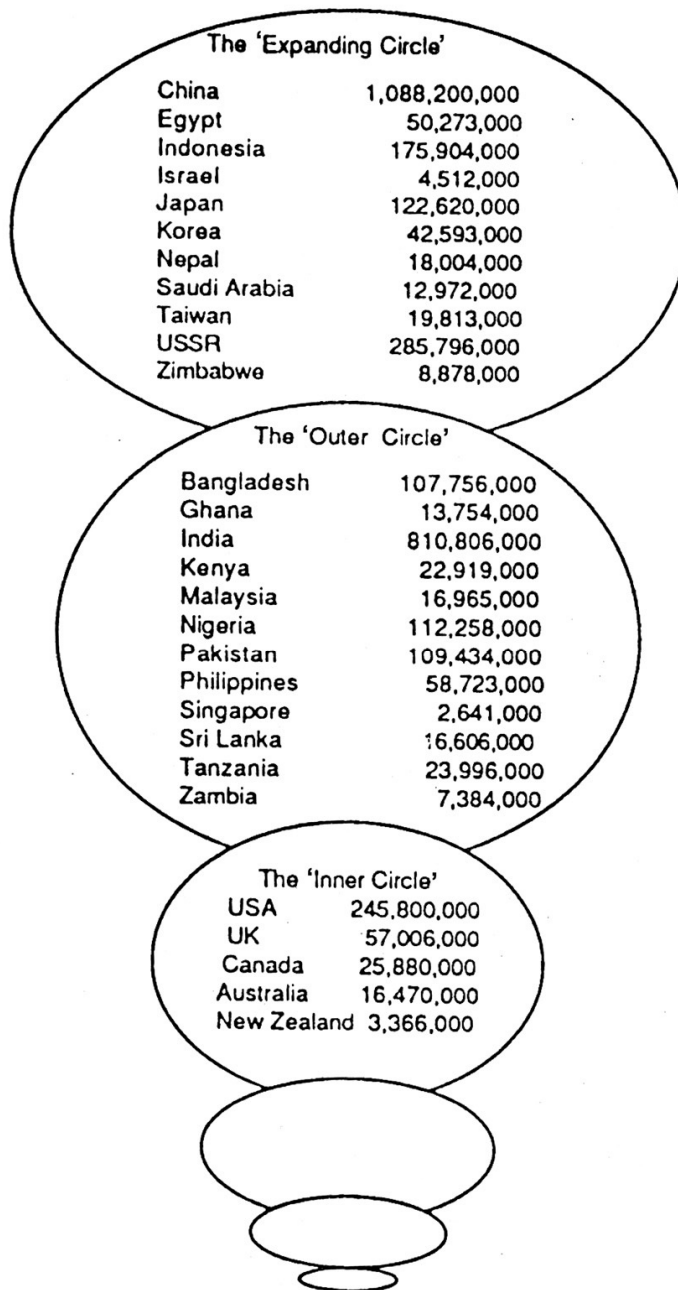 The 'Expanding Circle'
China 1,088,200,000
Egypt 50,273,000
Indonesia 175,904,000
Israel 4,512,000
Japan 122,620,000
Korea 42,593,000
Nepal 18,004,000
Saudi Arabia 12,972,000
Taiwan 19,813,000
USSR 285,796,000
Zimbabwe 8,878,000
The 'Outer Circle'
Bangladesh 107,756,000
Ghana 13,754,000
India 810,806,000
Kenya 22,919,000
Malaysia 16,965,000
Nigeria 112,258,000
Pakistan 109,434,000
Philippines 58,723,000
Singapore 2,641,000
Sri Lanka 16,606,000
Tanzania 23,996,000
Zambia 7,384,000
The 'Inner Circle'
USA 245,800,000
UK 57,006,000
Canada 25,880,000
Australia 16,470,000
New Zealand 3,366,000